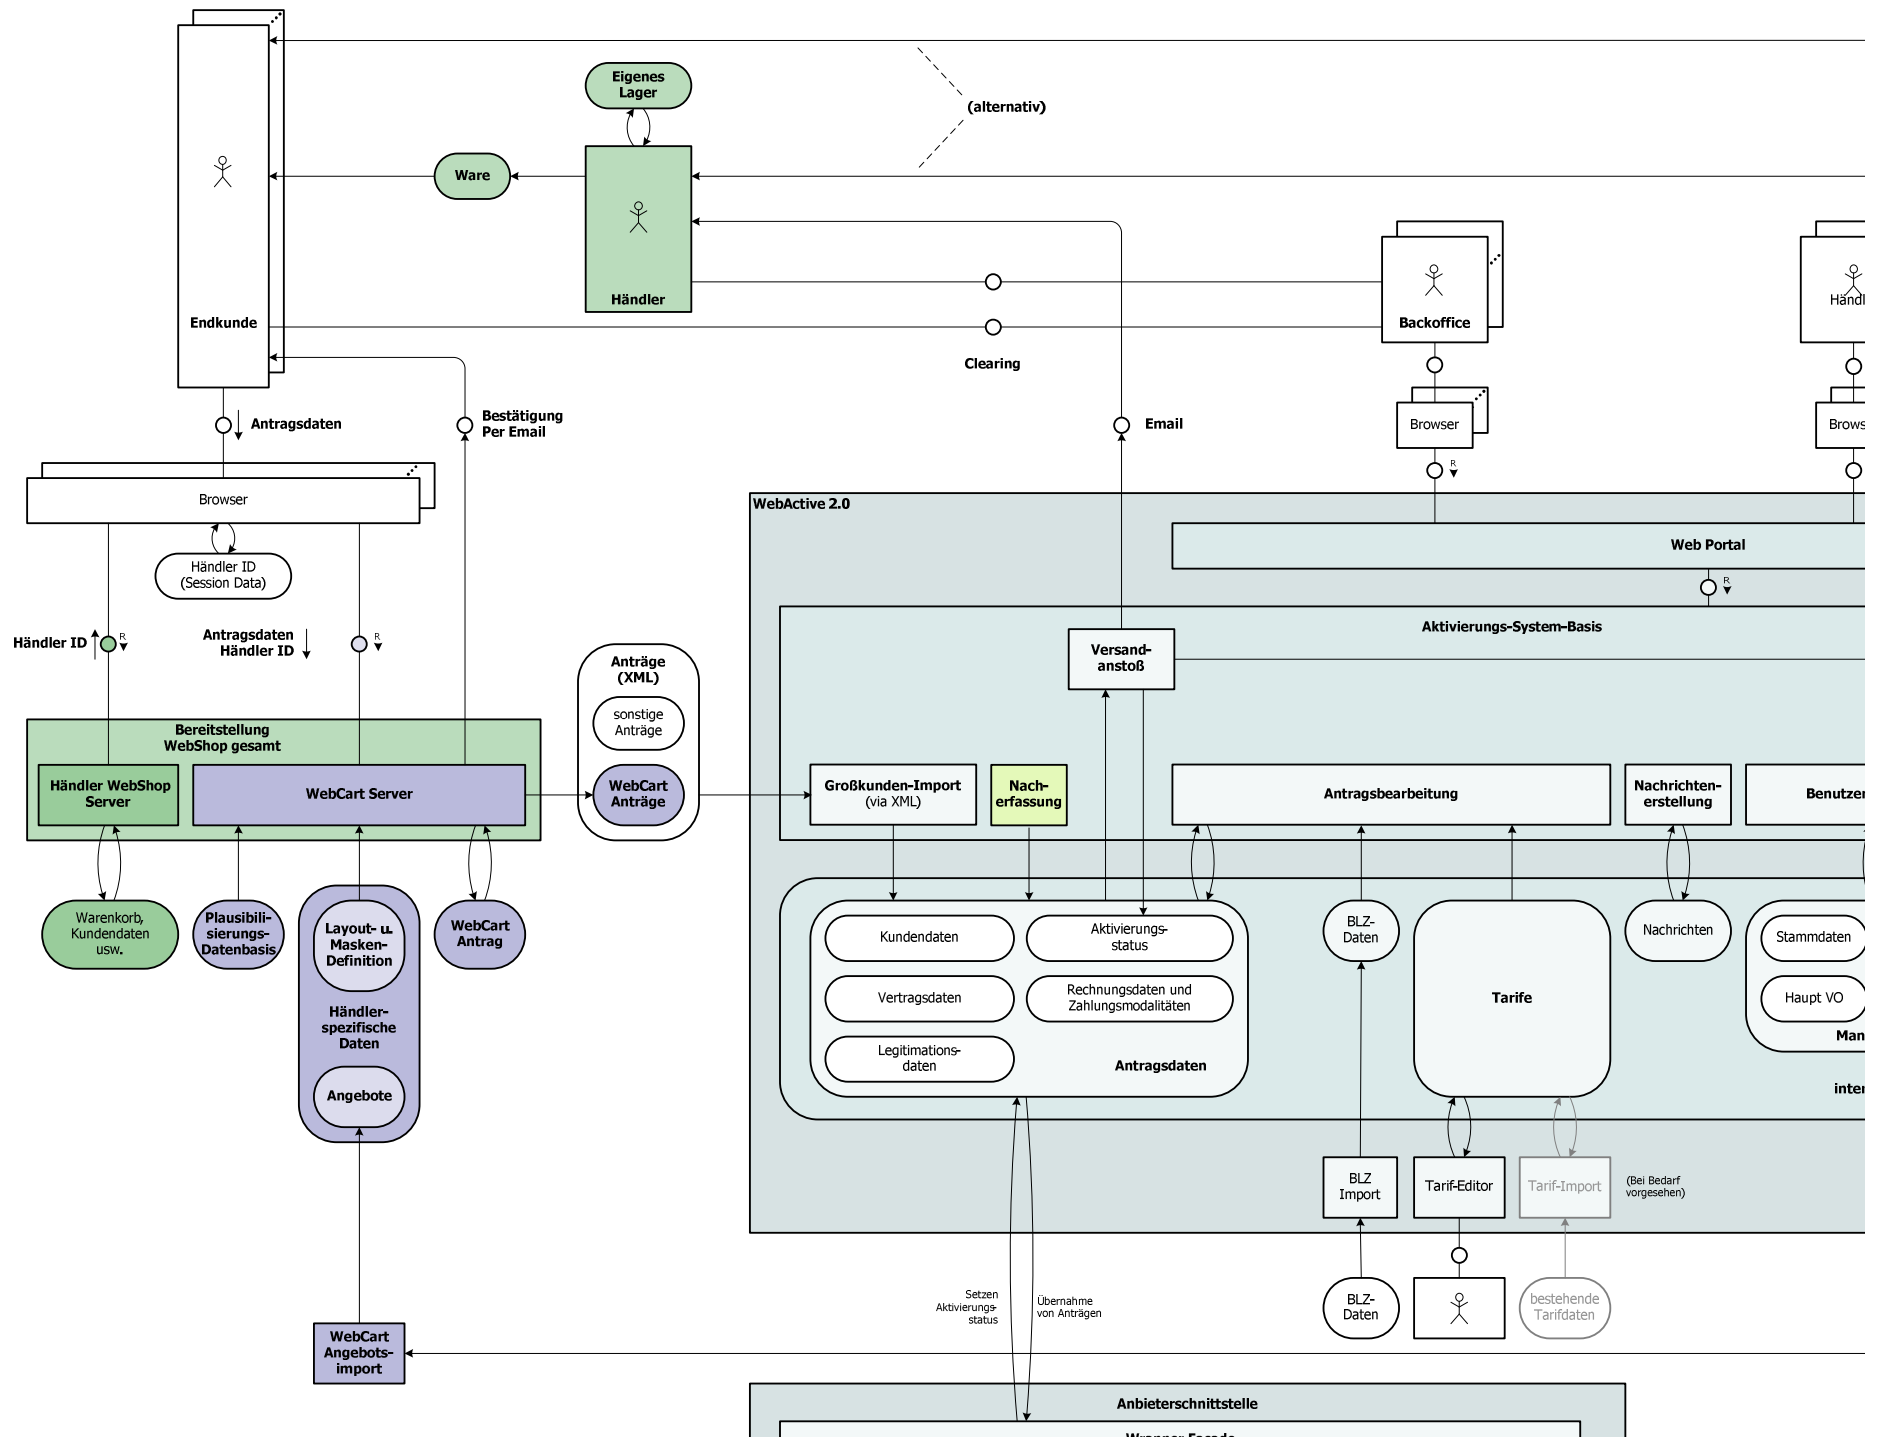 Eigenes
Lager
(alternativ)
Ware
Händler
Endkunde
Backoffice
Clearing
Antragsdaten
Bestätigung
Per Email
Email
Browser
WebActive 2.0
Browser
Web Portal
R
Händler ID
(Session Data)
R
Aktivierungs-System-Basis
Händler ID
R
Antragsdaten
Händler ID
R
Versand-
anstoß
Anträge
(XML)
sonstige
Anträge
Bereitstellung
WebShop gesamt
Händler WebShop
Server
WebCart Server
WebCart
Anträge
Großkunden-Import
(via XML)
Nach-
erfassung
Antragsbearbeitung
Nachrichten-
erstellung
Warenkorb,
Kundendaten
usw.
Plausibili-
sierungs-
Datenbasis
Layout- u.
Masken-
Definition
WebCart
Antrag
Händler-
spezifische
Daten
Angebote
Kundendaten
Aktivierungs-
status
Vertragsdaten
Rechnungsdaten und
Zahlungsmodalitäten
Legitimations-
daten
Antragsdaten
BLZ-
Daten
Tarife
Nachrichten
Stammdaten
Haupt VO
BLZ
Import
Tarif-Editor
Tarif-Import
(Bei Bedarf
vorgesehen)
Setzen
Aktivierungs-
status
Übernahme
von Anträgen
BLZ-
Daten
bestehende
Tarifdaten
WebCart
Angebots-
import
Anbieterschnittstelle